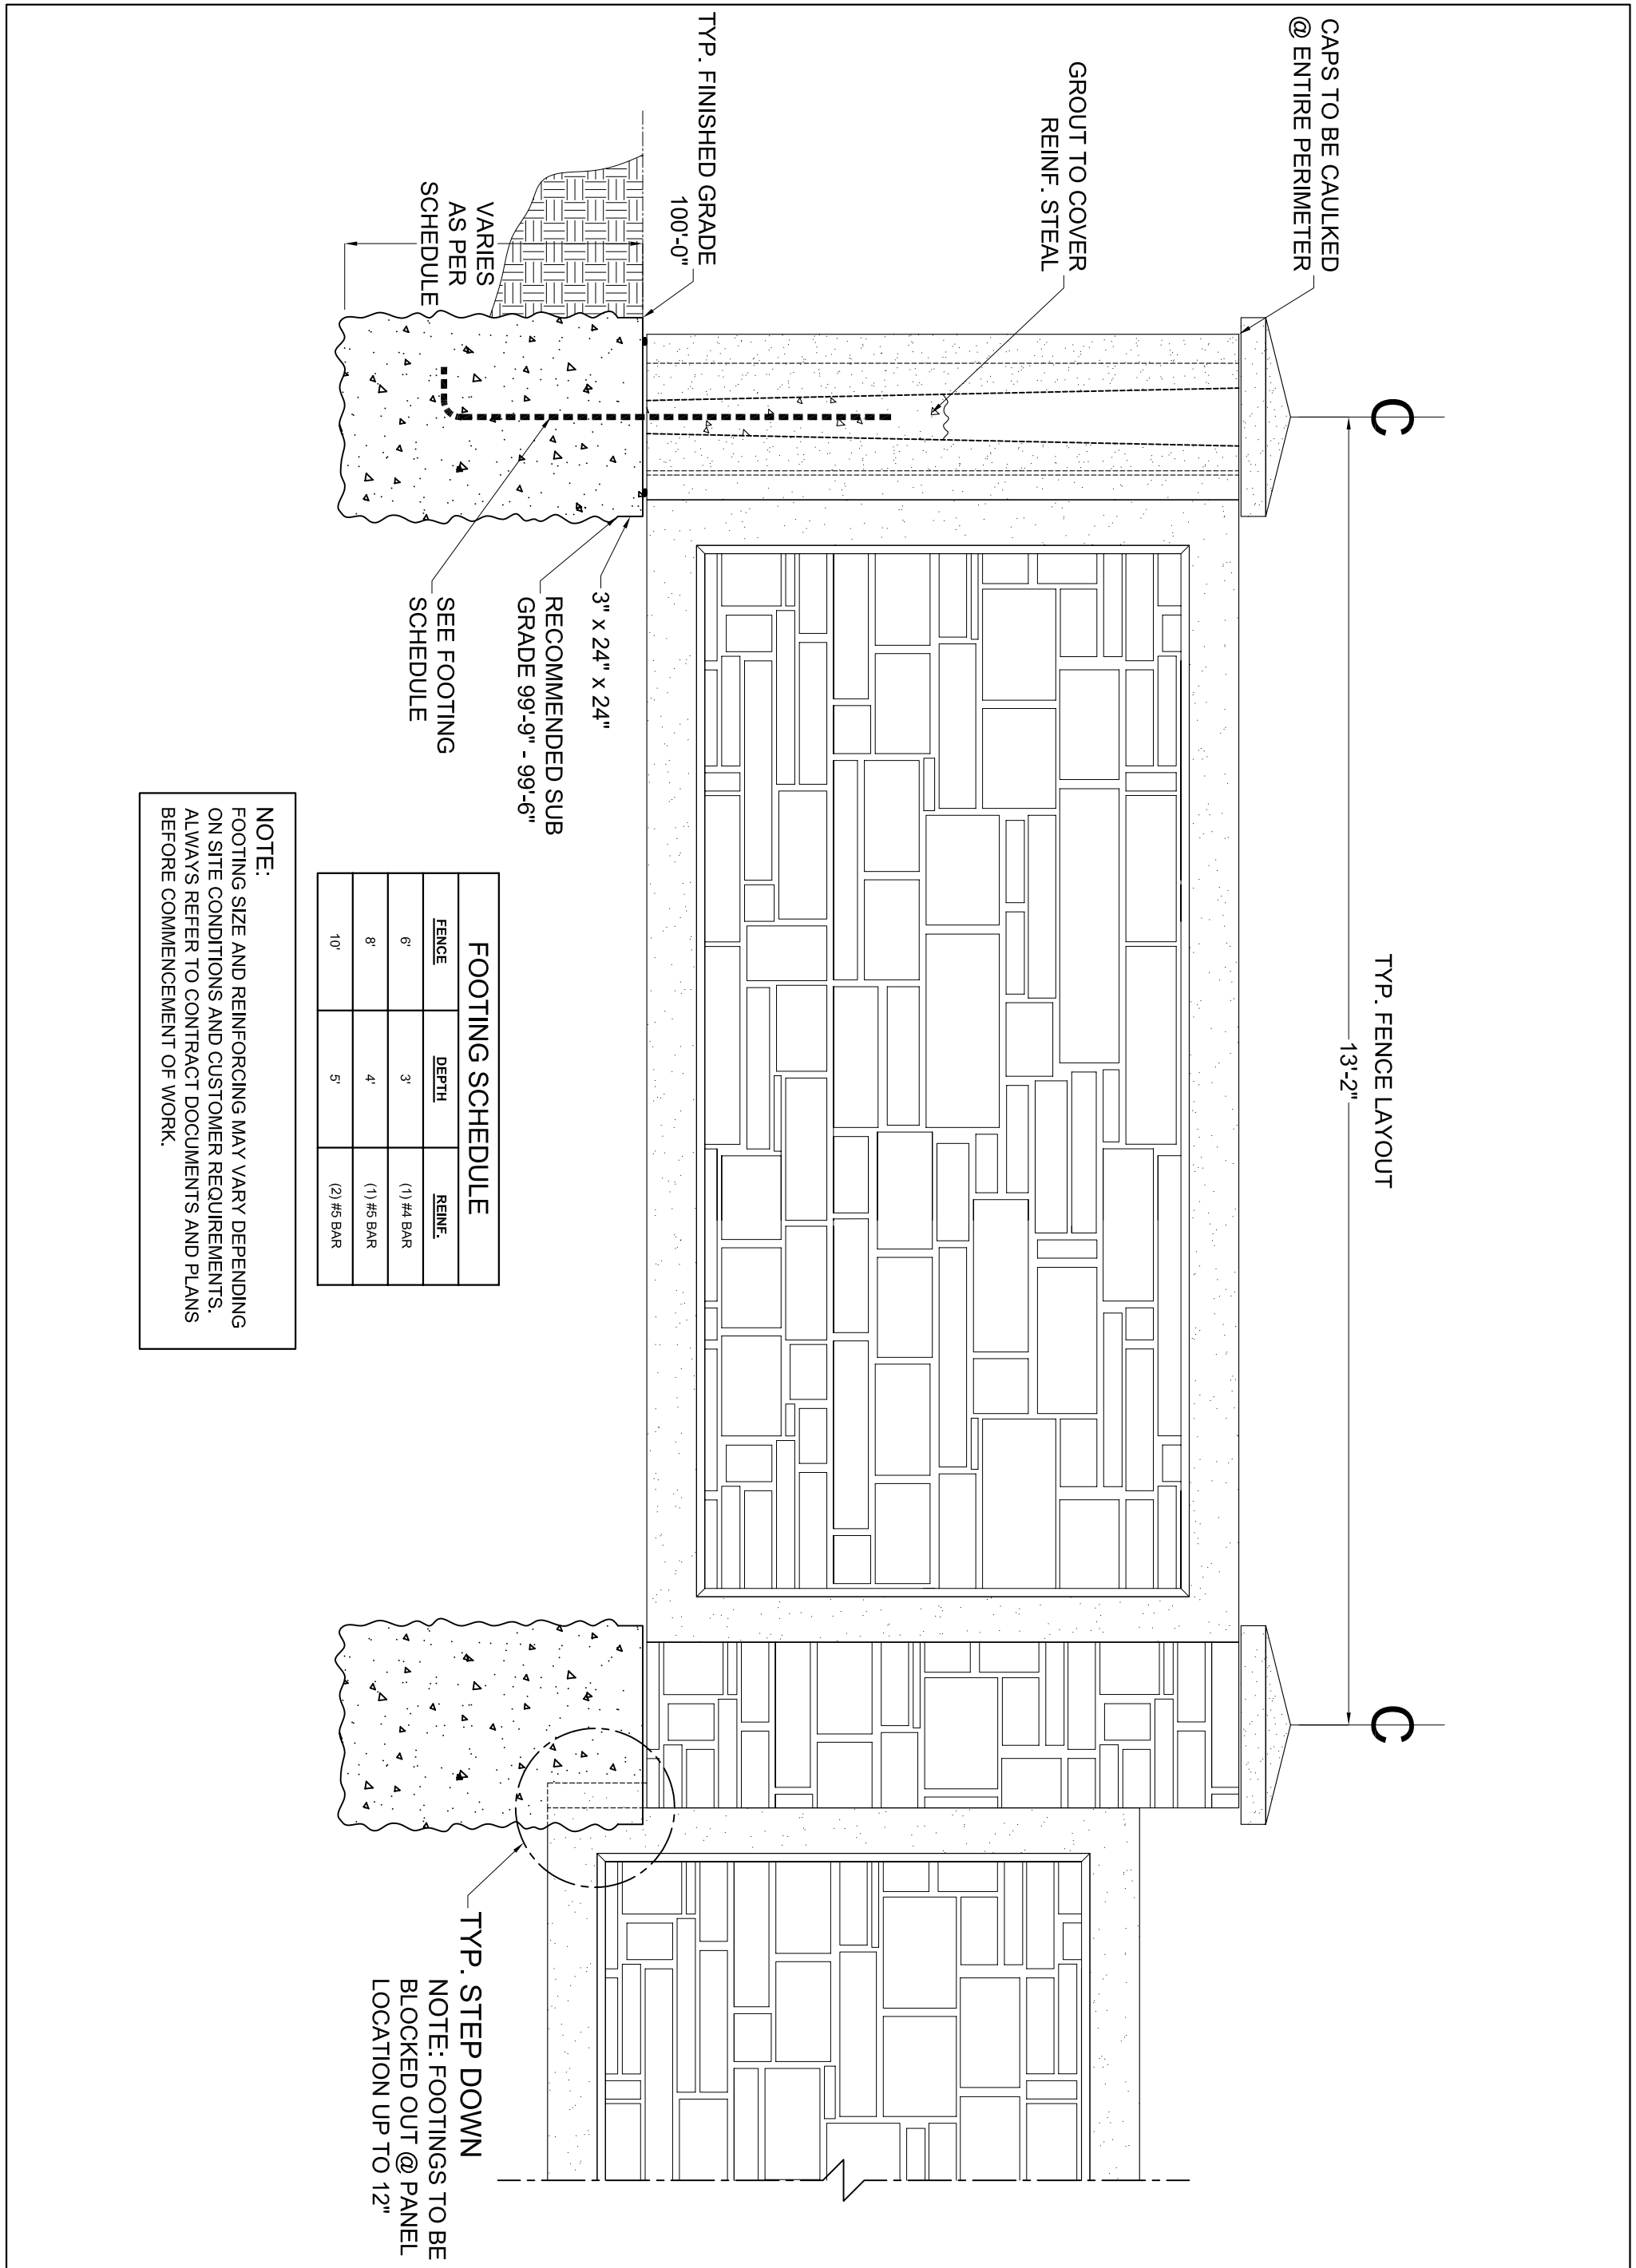 C
C
TYP. FENCE LAYOUT
13'-2"
CAPS TO BE CAULKED
@ ENTIRE PERIMETER
GROUT TO COVER
REINF. STEAL
TYP. FINISHED GRADE
100'-0"
VARIES
AS PER
SCHEDULE
3" x 24" x 24"
RECOMMENDED SUB
GRADE 99'-9" - 99'-6"
SEE FOOTING
SCHEDULE
TYP. STEP DOWN
NOTE: FOOTINGS TO BE
BLOCKED OUT @ PANEL
LOCATION UP TO 12"
FOOTING SCHEDULE
FENCE DEPTH REINF.
6' 3' (1) #4 BAR
8' 4' (1) #5 BAR
10' 5' (2) #5 BAR
NOTE:
FOOTING SIZE AND REINFORCING MAY VARY DEPENDING
ON SITE CONDITIONS AND CUSTOMER REQUIREMENTS.
ALWAYS REFER TO CONTRACT DOCUMENTS AND PLANS
BEFORE COMMENCEMENT OF WORK.